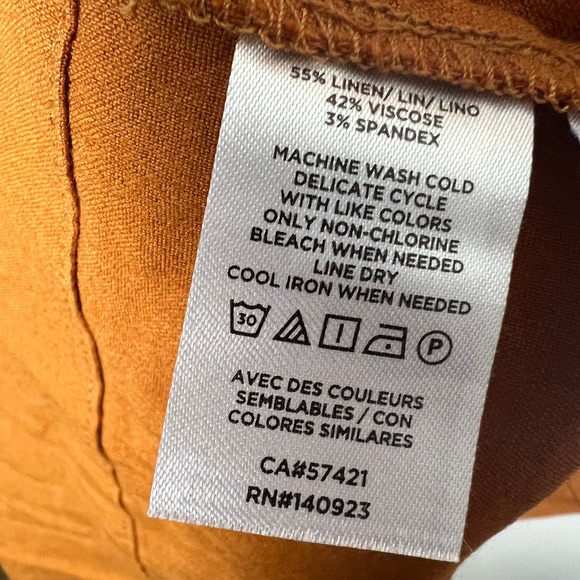 55% LINEN/ LIN/ LINO
42% VISCOSE
3% SPANDEX
MACHINE WASH COLD
DELICATE CYCLE
WITH LIKE COLORS
ONLY NON-CHLORINE
BLEACH WHEN NEEDED
LINE DRY
COOL IRON WHEN NEEDED
30 P
AVEC DES COULEURS
SEMBLABLES / CON
COLORES SIMILARES
CA#57421
RN#140923